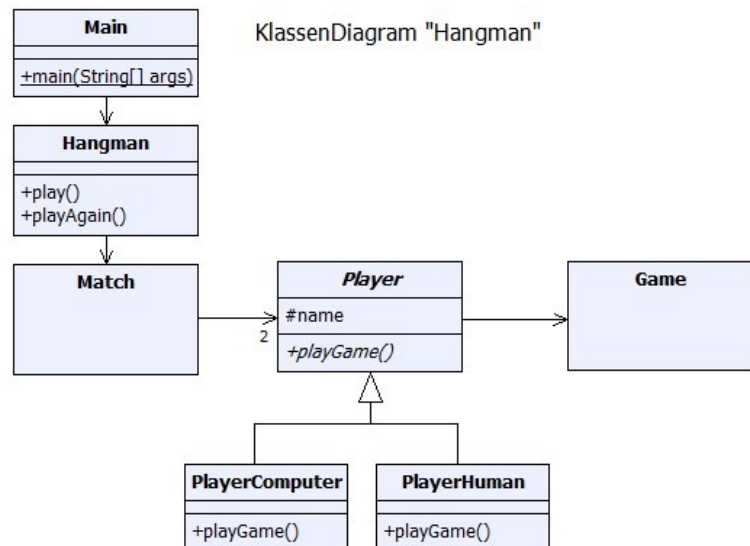 Main
KlassenDiagram "Hangman"
+main(String[] args)
Hangman
+play()
+playAgain()
Match
2
Player
#name
+playGame()
Game
PlayerComputer
+playGame()
PlayerHuman
+playGame()